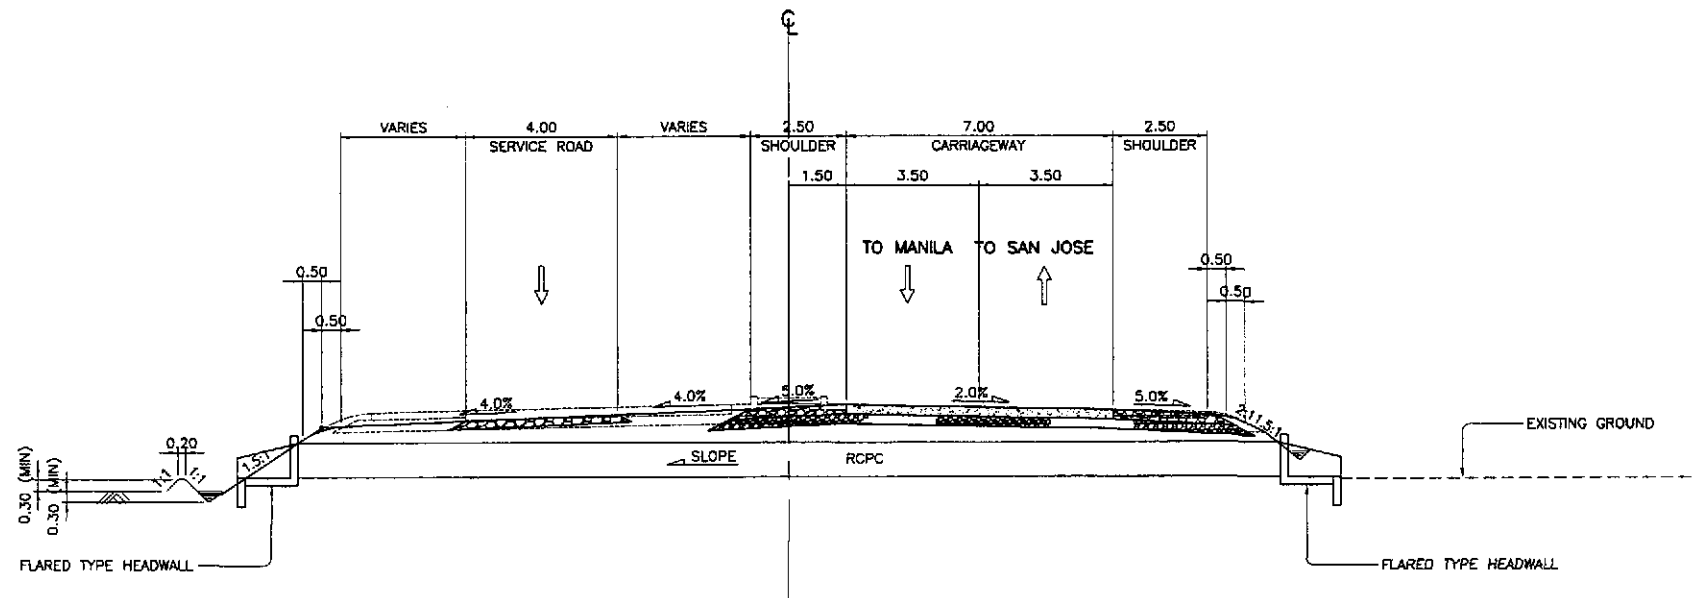 CL
VARIES 4.00 VARIES 2.50 7.00 2.50
SERVICE ROAD SHOULDER CARRIAGEWAY SHOULDER
1.50 3.50 3.50
TO MANILA TO SAN JOSE
0.50 0.50
0.50 0.50
4.0% 4.0% 5.0% 2.0% 5.0%
2:1 1.5:1
EXISTING GROUND
0.20
1:1 1:1 1.5:1
SLOPE RCPC
0.30 (MIN)
0.30 (MIN)
FLARED TYPE HEADWALL FLARED TYPE HEADWALL